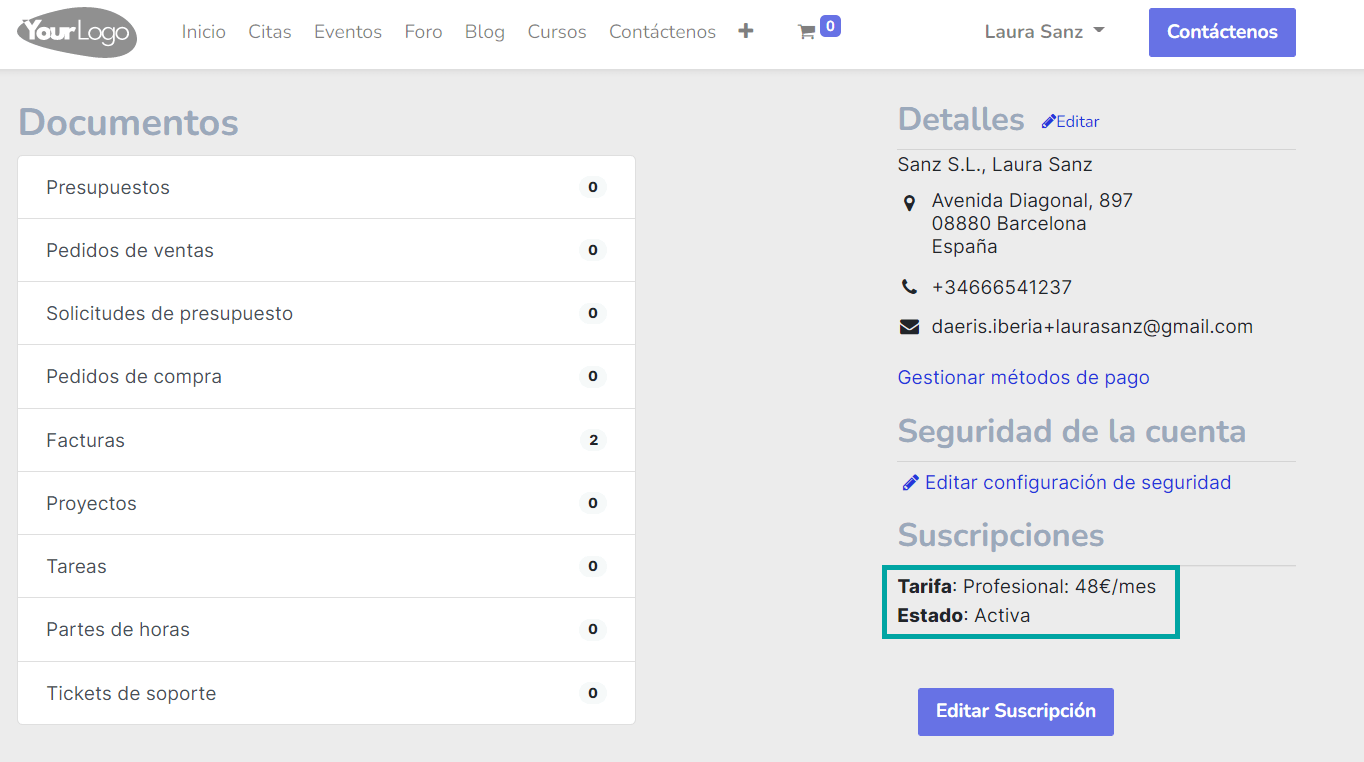 YourLogo
Inicio Citas Eventos Foro Blog Cursos Contáctenos 0 Laura Sanz Contáctenos
Documentos
Presupuestos 0
Pedidos de ventas 0
Solicitudes de presupuesto 0
Pedidos de compra 0
Facturas 2
Proyectos 0
Tareas 0
Partes de horas 0
Tickets de soporte 0
Detalles Editar
Sanz S.L., Laura Sanz
Avenida Diagonal, 897
08880 Barcelona
España
+34666541237
daeris.iberia+laurasanz@gmail.com
Gestionar métodos de pago
Seguridad de la cuenta
Editar configuración de seguridad
Suscripciones
Tarifa: Profesional: 48€/mes
Estado: Activa
Editar Suscripción